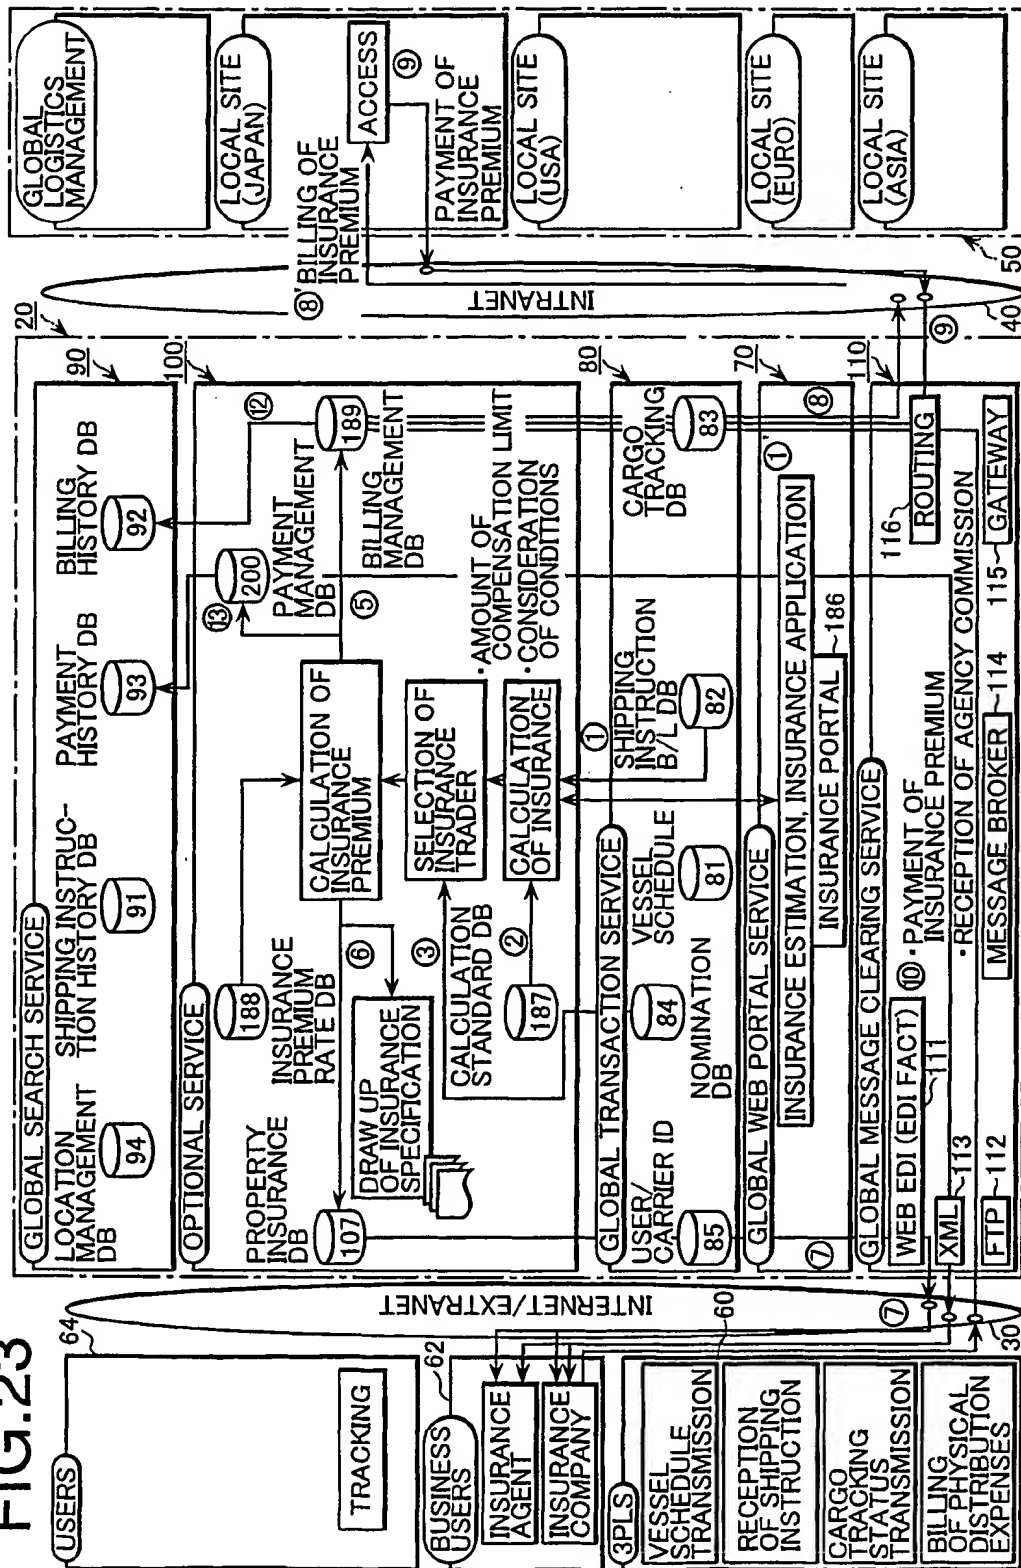 FIG.23
USERS
64
TRACKING
BUSINESS
USERS
62
INSURANCE
AGENT
INSURANCE
COMPANY
3PLS
60
VESSEL
SCHEDULE
TRANSMISSION
RECEPTION
OF SHIPPING
INSTRUCTION
CARGO
TRACKING
STATUS
TRANSMISSION
BILLING
OF PHYSICAL
DISTRIBUTION
EXPENSES
INTERNET/EXTRANET
⑦
30
20
GLOBAL SEARCH SERVICE
90
LOCATION
MANAGEMENT
DB
94
SHIPPING INSTRUC-
TION HISTORY DB
91
PAYMENT
HISTORY DB
93
BILLING
HISTORY DB
92
OPTIONAL SERVICE
100
PROPERTY
INSURANCE
DB
107
188
INSURANCE
PREMIUM
RATE DB
CALCULATION OF
INSURANCE
PREMIUM
⑬
200
PAYMENT
MANAGEMENT
DB
⑤
⑫
189
BILLING
MANAGEMENT
DB
⑥
DRAW UP
OF INSURANCE
SPECIFICATION
③
CALCULATION
STANDARD DB
187
②
SELECTION OF
INSURANCE
TRADER
CALCULATION
OF INSURANCE
・AMOUNT OF
COMPENSATION LIMIT
・CONSIDERATION
OF CONDITIONS
GLOBAL TRANSACTION SERVICE
80
USER/
CARRIER ID
85
84
NOMINATION
DB
VESSEL
SCHEDULE
81
①
SHIPPING
INSTRUCTION
B/L DB
82
CARGO
TRACKING
DB
83
GLOBAL WEB PORTAL SERVICE
70
⑦
INSURANCE ESTIMATION, INSURANCE APPLICATION
①'
INSURANCE PORTAL
186
⑧
GLOBAL MESSAGE CLEARING SERVICE
110
WEB EDI (EDI FACT)
111
⑩・PAYMENT OF
INSURANCE PREMIUM
XML
113
・RECEPTION OF AGENCY COMMISSION
116
ROUTING
FTP
112
MESSAGE BROKER
114
115
GATEWAY
⑨
INTRANET
40
⑧' BILLING OF
INSURANCE
PREMIUM
50
GLOBAL
LOGISTICS
MANAGEMENT
LOCAL SITE
(JAPAN)
ACCESS
⑨
PAYMENT OF
INSURANCE
PREMIUM
LOCAL SITE
(USA)
LOCAL SITE
(EURO)
LOCAL SITE
(ASIA)